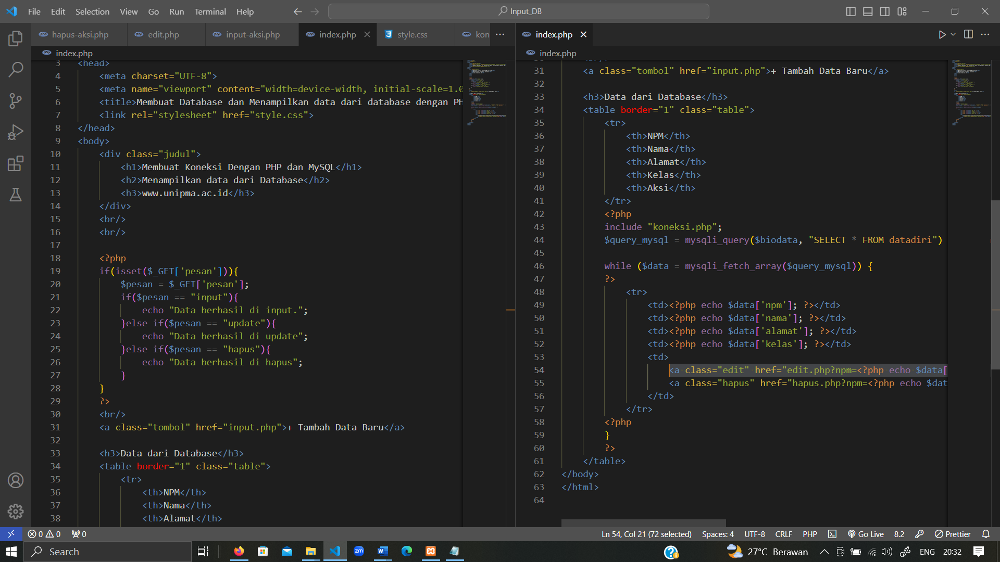 File Edit Selection View Go Run Terminal Help Input_DB
hapus-aksi.php edit.php input-aksi.php index.php style.css kon
index.php
3 <head>
4 <meta charset="UTF-8">
5 <meta name="viewport" content="width=device-width, initial-scale=1.0
6 <title>Membuat Database dan Menampilkan data dari database dengan PH
7 <link rel="stylesheet" href="style.css">
8 </head>
9 <body>
10 <div class="judul">
11 <h1>Membuat Koneksi Dengan PHP dan MySQL</h1>
12 <h2>Menampilkan data dari Database</h2>
13 <h3>www.unipma.ac.id</h3>
14 </div>
15 <br/>
16 <br/>
17
18 <?php
19 if(isset($_GET['pesan'])){
20 $pesan = $_GET['pesan'];
21 if($pesan == "input"){
22 echo "Data berhasil di input.";
23 }else if($pesan == "update"){
24 echo "Data berhasil di update";
25 }else if($pesan == "hapus"){
26 echo "Data berhasil di hapus";
27 }
28 }
29 ?>
30 <br/>
31 <a class="tombol" href="input.php">+ Tambah Data Baru</a>
32
33 <h3>Data dari Database</h3>
34 <table border="1" class="table">
35 <tr>
36 <th>NPM</th>
37 <th>Nama</th>
38 <th>Alamat</th>
index.php
index.php
31 <a class="tombol" href="input.php">+ Tambah Data Baru</a>
32
33 <h3>Data dari Database</h3>
34 <table border="1" class="table">
35 <tr>
36 <th>NPM</th>
37 <th>Nama</th>
38 <th>Alamat</th>
39 <th>Kelas</th>
40 <th>Aksi</th>
41 </tr>
42 <?php
43 include "koneksi.php";
44 $query_mysql = mysqli_query($biodata, "SELECT * FROM datadiri")
45
46 while ($data = mysqli_fetch_array($query_mysql)) {
47 ?>
48 <tr>
49 <td><?php echo $data['npm']; ?></td>
50 <td><?php echo $data['nama']; ?></td>
51 <td><?php echo $data['alamat']; ?></td>
52 <td><?php echo $data['kelas']; ?></td>
53 <td>
54 <a class="edit" href="edit.php?npm=<?php echo $data[
55 <a class="hapus" href="hapus.php?npm=<?php echo $dat
56 </td>
57 </tr>
58 <?php
59 }
60 ?>
61 </table>
62 </body>
63 </html>
64
0 0 0 Ln 54, Col 21 (72 selected) Spaces: 4 UTF-8 CRLF PHP Go Live 8.2 Prettier
Search 27°C Berawan ENG 20:32